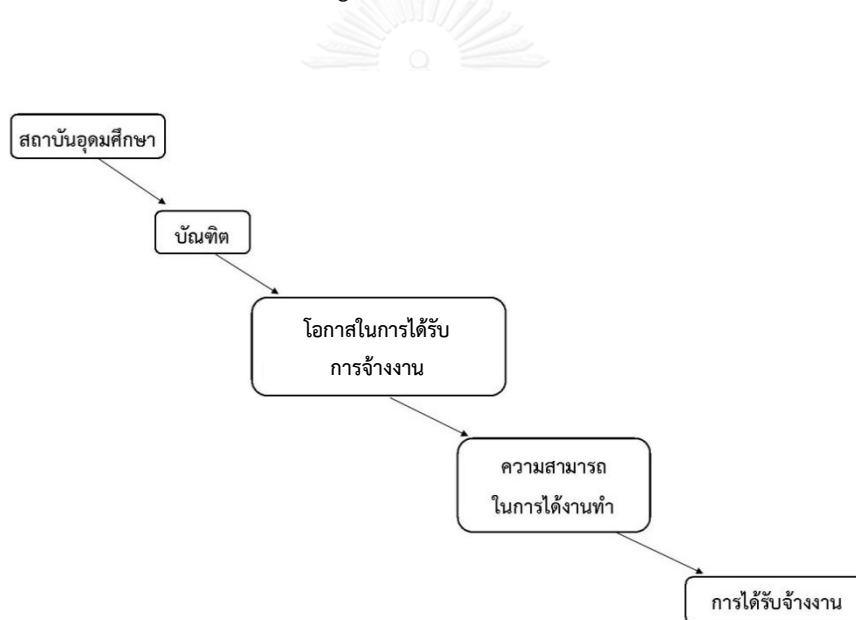 สถาบันอุดมศึกษา
บัณฑิต
โอกาสในการได้รับ
การจ้างงาน
ความสามารถ
ในการได้งานทำ
การได้รับจ้างงาน